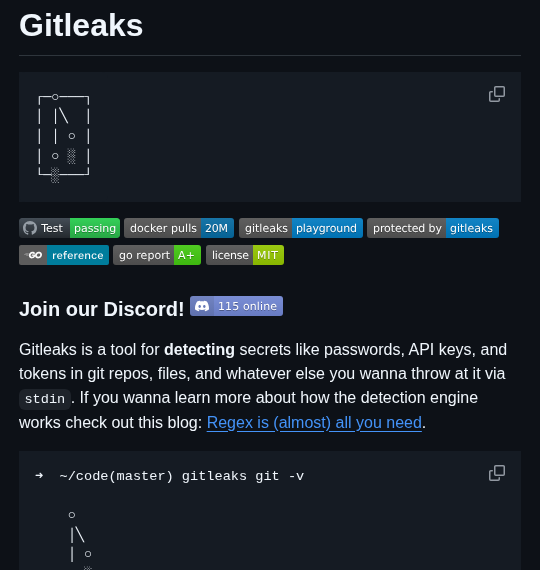 Gitleaks
┌─○───┐
│ │╲  │
│ │ ○ │
│ ○ ░ │
└─░───┘
Test passing docker pulls 20M gitleaks playground protected by gitleaks
GO reference go report A+ license MIT
Join our Discord! 115 online
Gitleaks is a tool for detecting secrets like passwords, API keys, and
tokens in git repos, files, and whatever else you wanna throw at it via
stdin. If you wanna learn more about how the detection engine
works check out this blog: Regex is (almost) all you need.
➜  ~/code(master) gitleaks git -v
    ○
    │╲
    │ ○